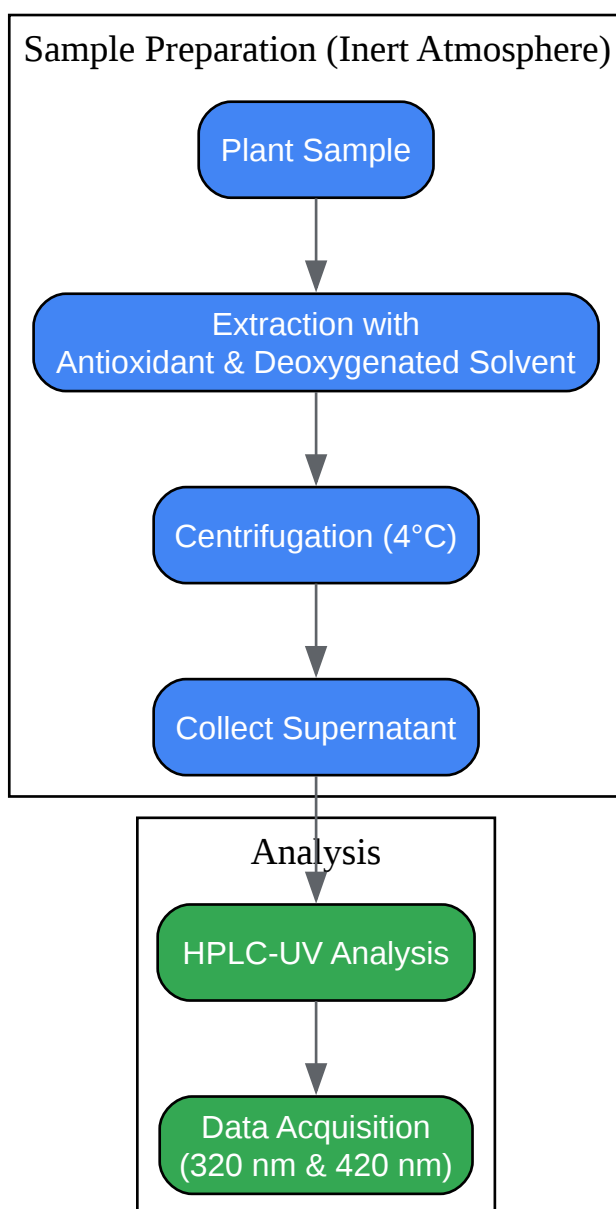 Sample Preparation (Inert Atmosphere)
Plant Sample
Extraction with
Antioxidant & Deoxygenated Solvent
Centrifugation (4°C)
Collect Supernatant
Analysis
HPLC-UV Analysis
Data Acquisition
(320 nm & 420 nm)